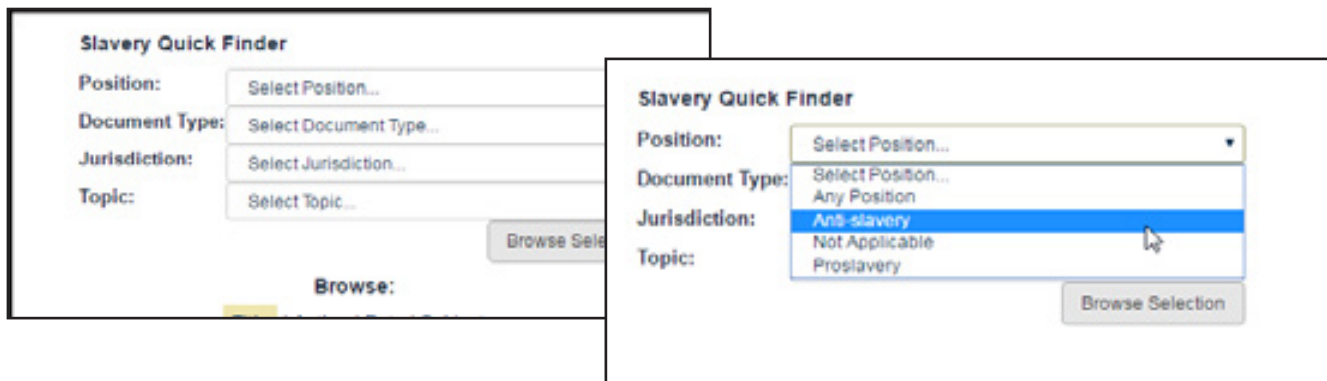 Slavery Quick Finder
Position: Select Position...
Document Type: Select Document Type...
Jurisdiction: Select Jurisdiction...
Topic: Select Topic...
Browse Sele
Browse:
Slavery Quick Finder
Position: Select Position...
Select Position...
Document Type: Any Position
Jurisdiction: Anti-slavery
Not Applicable
Topic: Proslavery
Browse Selection